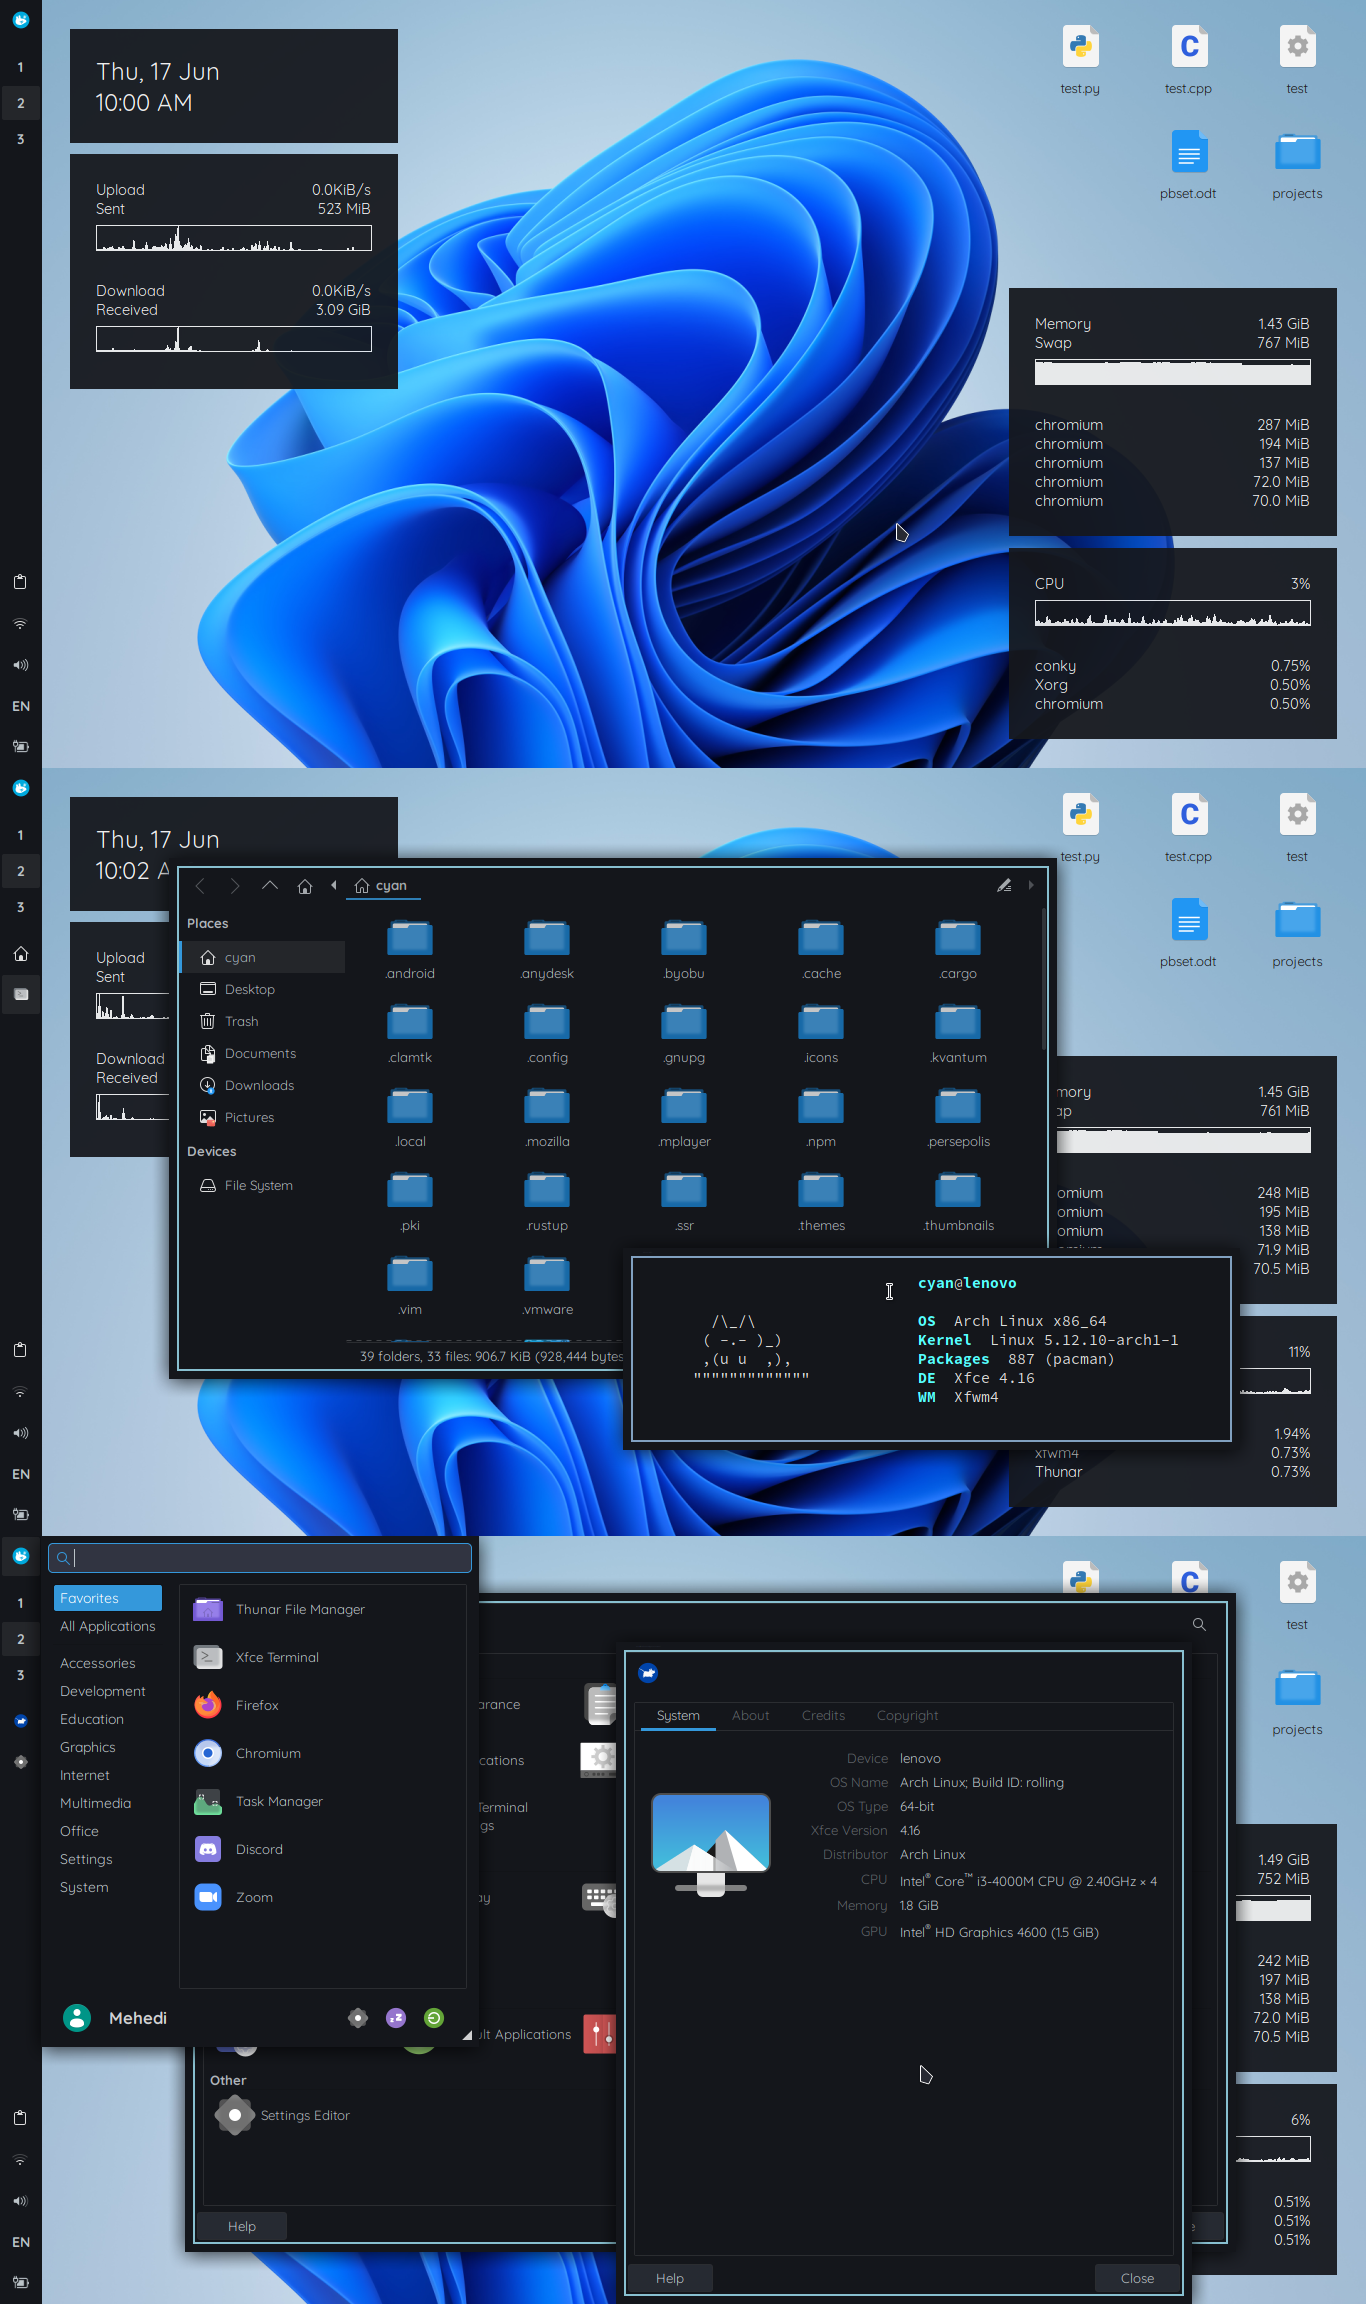 1
2
3
EN
Thu, 17 Jun
10:00 AM
Upload 0.0KiB/s
Sent 523 MiB
Download 0.0KiB/s
Received 3.09 GiB
test.py test.cpp test
pbset.odt projects
Memory 1.43 GiB
Swap 767 MiB
chromium 287 MiB
chromium 194 MiB
chromium 137 MiB
chromium 72.0 MiB
chromium 70.0 MiB
CPU 3%
conky 0.75%
Xorg 0.50%
chromium 0.50%
1
2
3
EN
Thu, 17 Jun
10:02 A
Upload
Sent
Download
Received
test.py test.cpp test
pbset.odt projects
cyan
Places
cyan
Desktop
Trash
Documents
Downloads
Pictures
Devices
File System
.android .anydesk .byobu .cache .cargo
.clamtk .config .gnupg .icons .kvantum
.local .mozilla .mplayer .npm .persepolis
.pki .rustup .ssr .themes .thumbnails
.vim .vmware
39 folders, 33 files: 906.7 KiB (928,444 bytes
/\_/\
( -.- )_)
,(u u  ,),
"""""""""""""
cyan@lenovo
OS Arch Linux x86_64
Kernel Linux 5.12.10-arch1-1
Packages 887 (pacman)
DE Xfce 4.16
WM Xfwm4
mory 1.45 GiB
ap 761 MiB
omium 248 MiB
omium 195 MiB
omium 138 MiB
71.9 MiB
70.5 MiB
11%
1.94%
xfwm4 0.73%
Thunar 0.73%
1
2
3
EN
Favorites
All Applications
Accessories
Development
Education
Graphics
Internet
Multimedia
Office
Settings
System
Thunar File Manager
Xfce Terminal
Firefox
Chromium
Task Manager
Discord
Zoom
Mehedi
C
test
projects
arance
cations
Terminal
gs
ay
ult Applications
Other
Settings Editor
Help
e
System About Credits Copyright
Device lenovo
OS Name Arch Linux; Build ID: rolling
OS Type 64-bit
Xfce Version 4.16
Distributor Arch Linux
CPU Intel® Core™ i3-4000M CPU @ 2.40GHz × 4
Memory 1.8 GiB
GPU Intel® HD Graphics 4600 (1.5 GiB)
Help Close
1.49 GiB
752 MiB
242 MiB
197 MiB
138 MiB
72.0 MiB
70.5 MiB
6%
0.51%
0.51%
0.51%